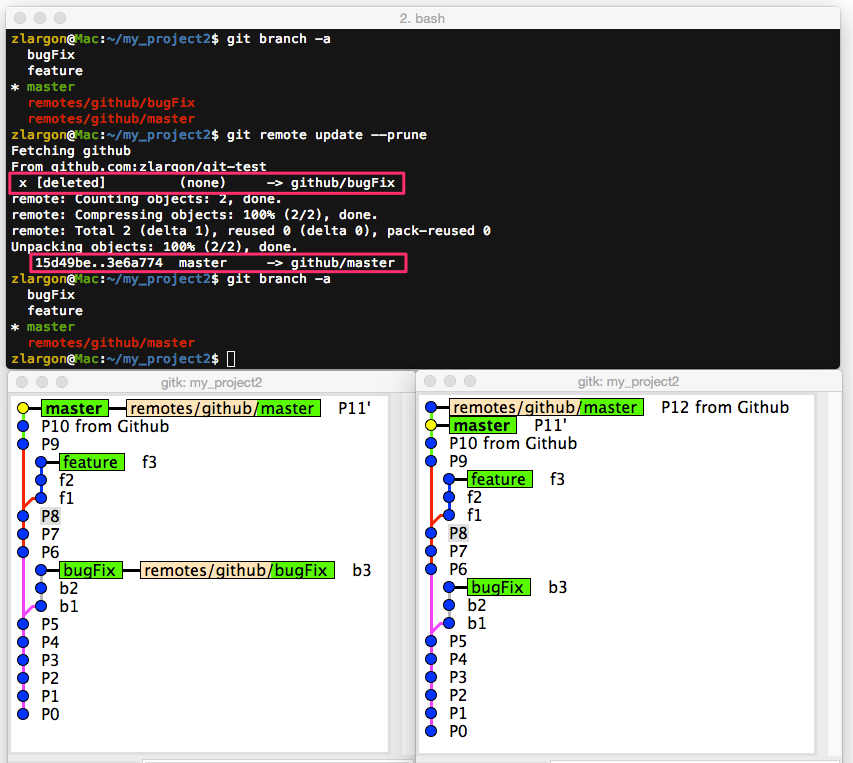 2. bash
zlargon@Mac:~/my_project2$ git branch -a
bugFix
feature
* master
remotes/github/bugFix
remotes/github/master
zlargon@Mac:~/my_project2$ git remote update --prune
Fetching github
From github.com:zlargon/git-test
x [deleted] (none) -> github/bugFix
remote: Counting objects: 2, done.
remote: Compressing objects: 100% (2/2), done.
remote: Total 2 (delta 1), reused 0 (delta 0), pack-reused 0
Unpacking objects: 100% (2/2), done.
15d49be..3e6a774 master -> github/master
zlargon@Mac:~/my_project2$ git branch -a
bugFix
feature
* master
remotes/github/master
zlargon@Mac:~/my_project2$
gitk: my_project2
master remotes/github/master P11'
P10 from Github
P9
feature f3
f2
f1
P8
P7
P6
bugFix remotes/github/bugFix b3
b2
b1
P5
P4
P3
P2
P1
P0
gitk: my_project2
remotes/github/master P12 from Github
master P11'
P10 from Github
P9
feature f3
f2
f1
P8
P7
P6
bugFix b3
b2
b1
P5
P4
P3
P2
P1
P0